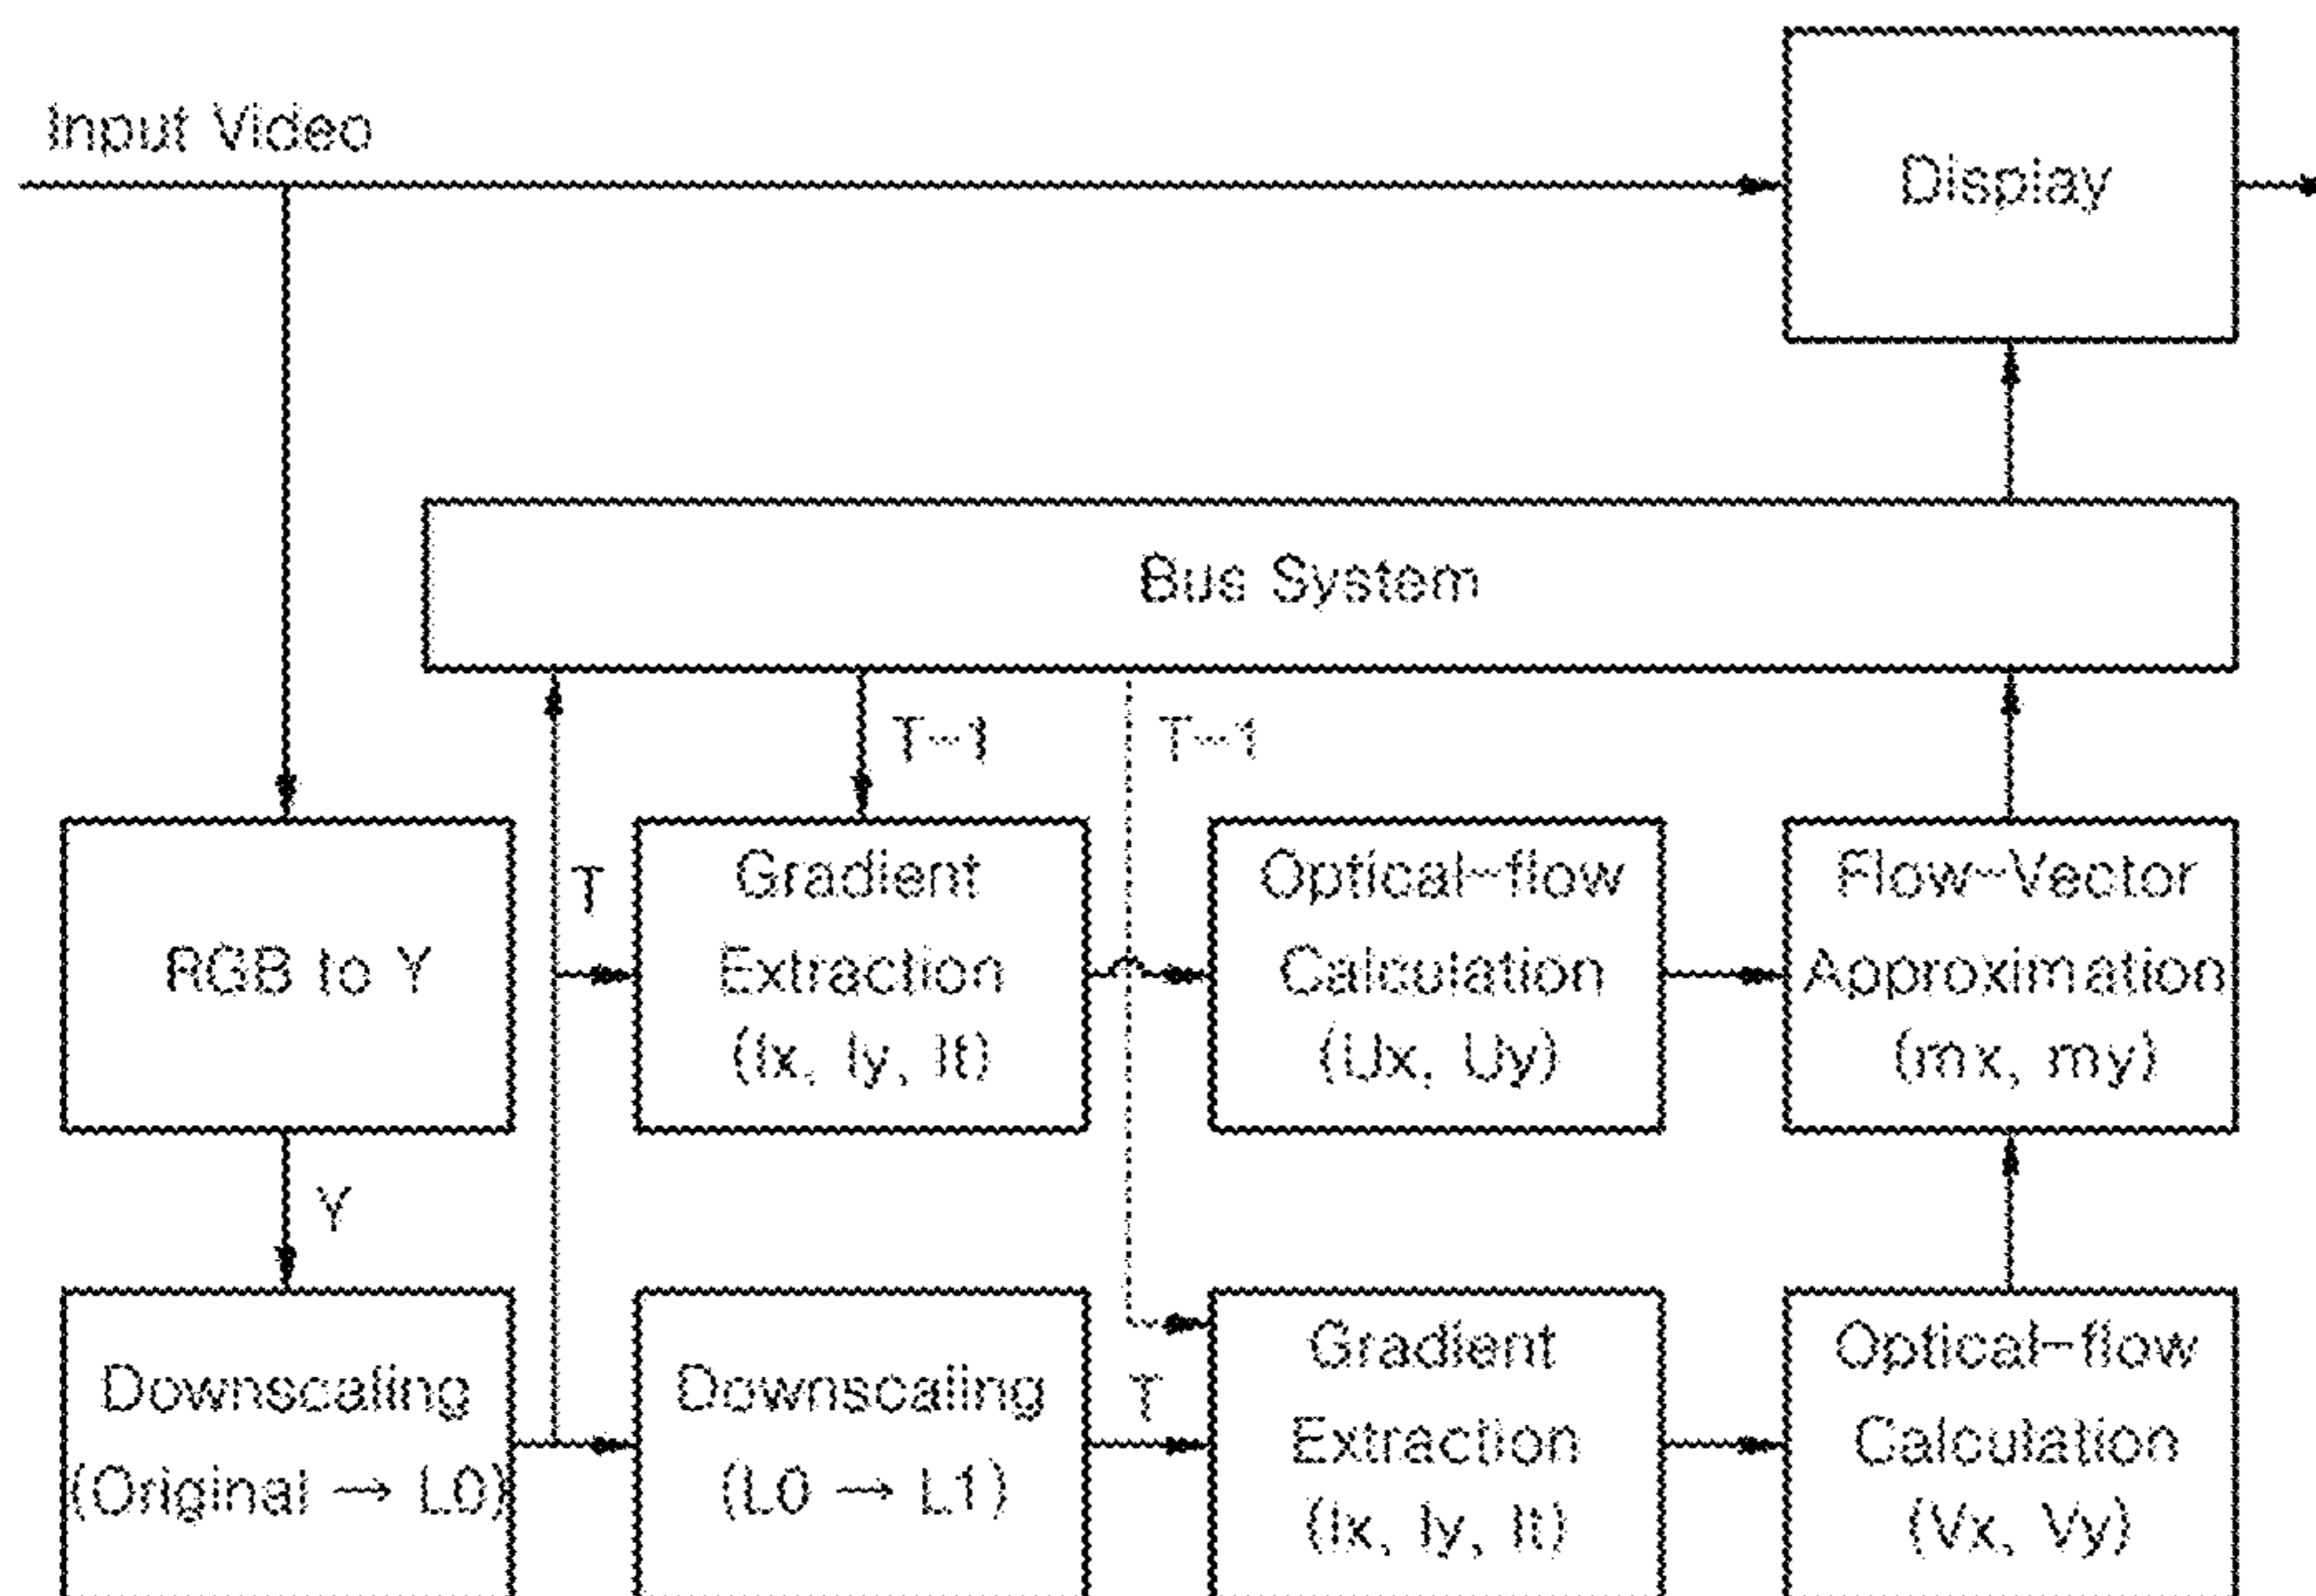 Input Video
Display
Bus System
T-1
T-1
T
RGB to Y
Gradient
Extraction
(Ix, Iy, It)
Optical-flow
Calculation
(Ux, Uy)
Flow-Vector
Approximation
(mx, my)
Y
Downscaling
(Original → L0)
Downscaling
(L0 → L1)
T
Gradient
Extraction
(Ix, Iy, It)
Optical-flow
Calculation
(Vx, Vy)